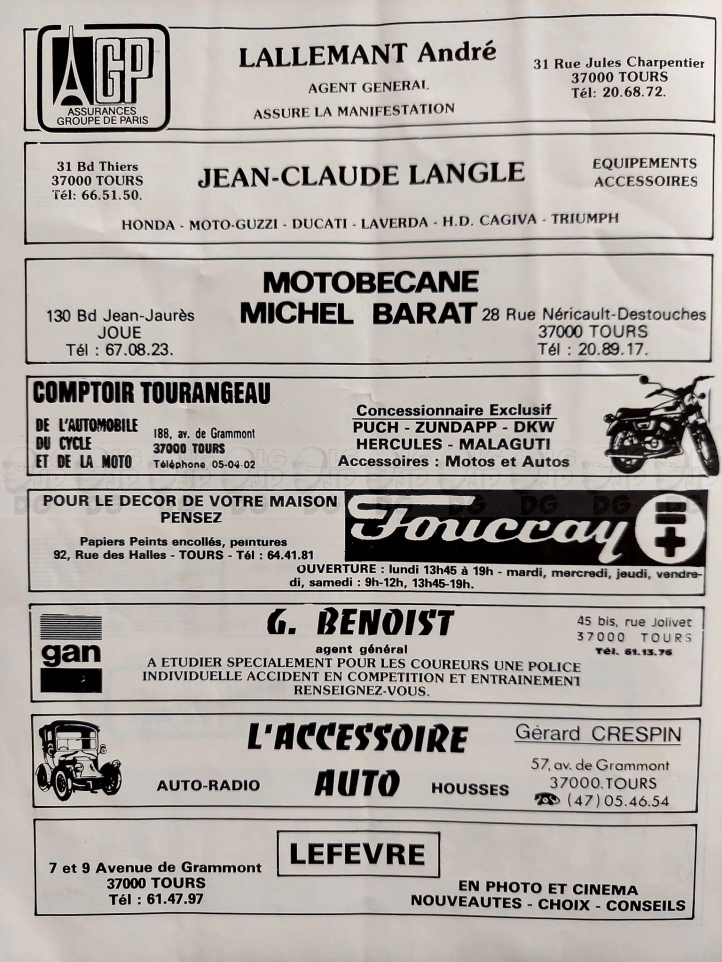 AGP
ASSURANCES
GROUPE DE PARIS
LALLEMANT André
AGENT GENERAL
ASSURE LA MANIFESTATION
31 Rue Jules Charpentier
37000 TOURS
Tél: 20.68.72.
31 Bd Thiers
37000 TOURS
Tél: 66.51.50.
JEAN-CLAUDE LANGLE
EQUIPEMENTS
ACCESSOIRES
HONDA - MOTO-GUZZI - DUCATI - LAVERDA - H.D. CAGIVA - TRIUMPH
MOTOBECANE
MICHEL BARAT
130 Bd Jean-Jaurès
JOUE
Tél : 67.08.23.
28 Rue Néricault-Destouches
37000 TOURS
Tél : 20.89.17.
COMPTOIR TOURANGEAU
DE L'AUTOMOBILE
DU CYCLE
ET DE LA MOTO
188, av. de Grammont
37000 TOURS
Téléphone 05-04-02
Concessionnaire Exclusif
PUCH - ZUNDAPP - DKW
HERCULES - MALAGUTI
Accessoires : Motos et Autos
POUR LE DECOR DE VOTRE MAISON
PENSEZ
Papiers Peints encollés, peintures
92, Rue des Halles - TOURS - Tél : 64.41.81
Foucray
OUVERTURE : lundi 13h45 à 19h - mardi, mercredi, jeudi, vendre-
di, samedi : 9h-12h, 13h45-19h.
gan
G. BENOIST
agent général
45 bis, rue Jolivet
37000 TOURS
Tél. 61.13.76
A ETUDIER SPECIALEMENT POUR LES COUREURS UNE POLICE
INDIVIDUELLE ACCIDENT EN COMPETITION ET ENTRAINEMENT
RENSEIGNEZ-VOUS.
L'ACCESSOIRE
AUTO
AUTO-RADIO
HOUSSES
Gérard CRESPIN
57, av. de Grammont
37000.TOURS
(47) 05.46.54
LEFEVRE
7 et 9 Avenue de Grammont
37000 TOURS
Tél : 61.47.97
EN PHOTO ET CINEMA
NOUVEAUTES - CHOIX - CONSEILS